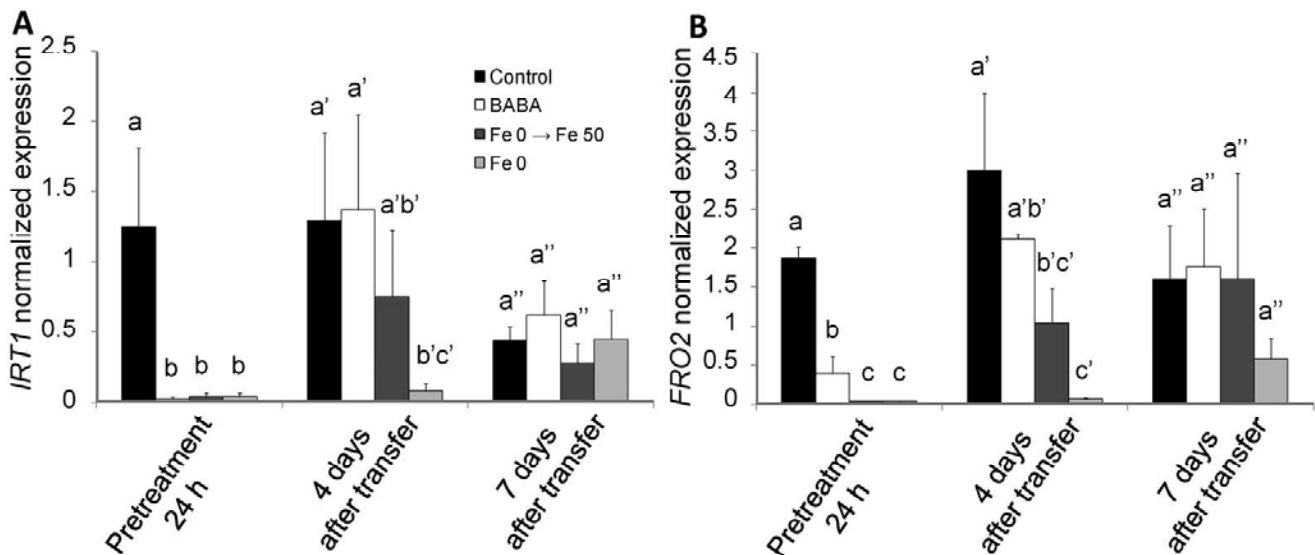 A
IRT1 normalized expression
2.5
2
1.5
1
0.5
0
a
b
b
b
a’
a’
a’b’
b’c’
a’’
a’’
a’’
a’’
Control
BABA
Fe 0 → Fe 50
Fe 0
Pretreatment
24 h
4 days
after transfer
7 days
after transfer
B
FRO2 normalized expression
4.5
4
3.5
3
2.5
2
1.5
1
0.5
0
a
b
c
c
a’
a’b’
b’c’
c’
a’’
a’’
a’’
a’’
Pretreatment
24 h
4 days
after transfer
7 days
after transfer